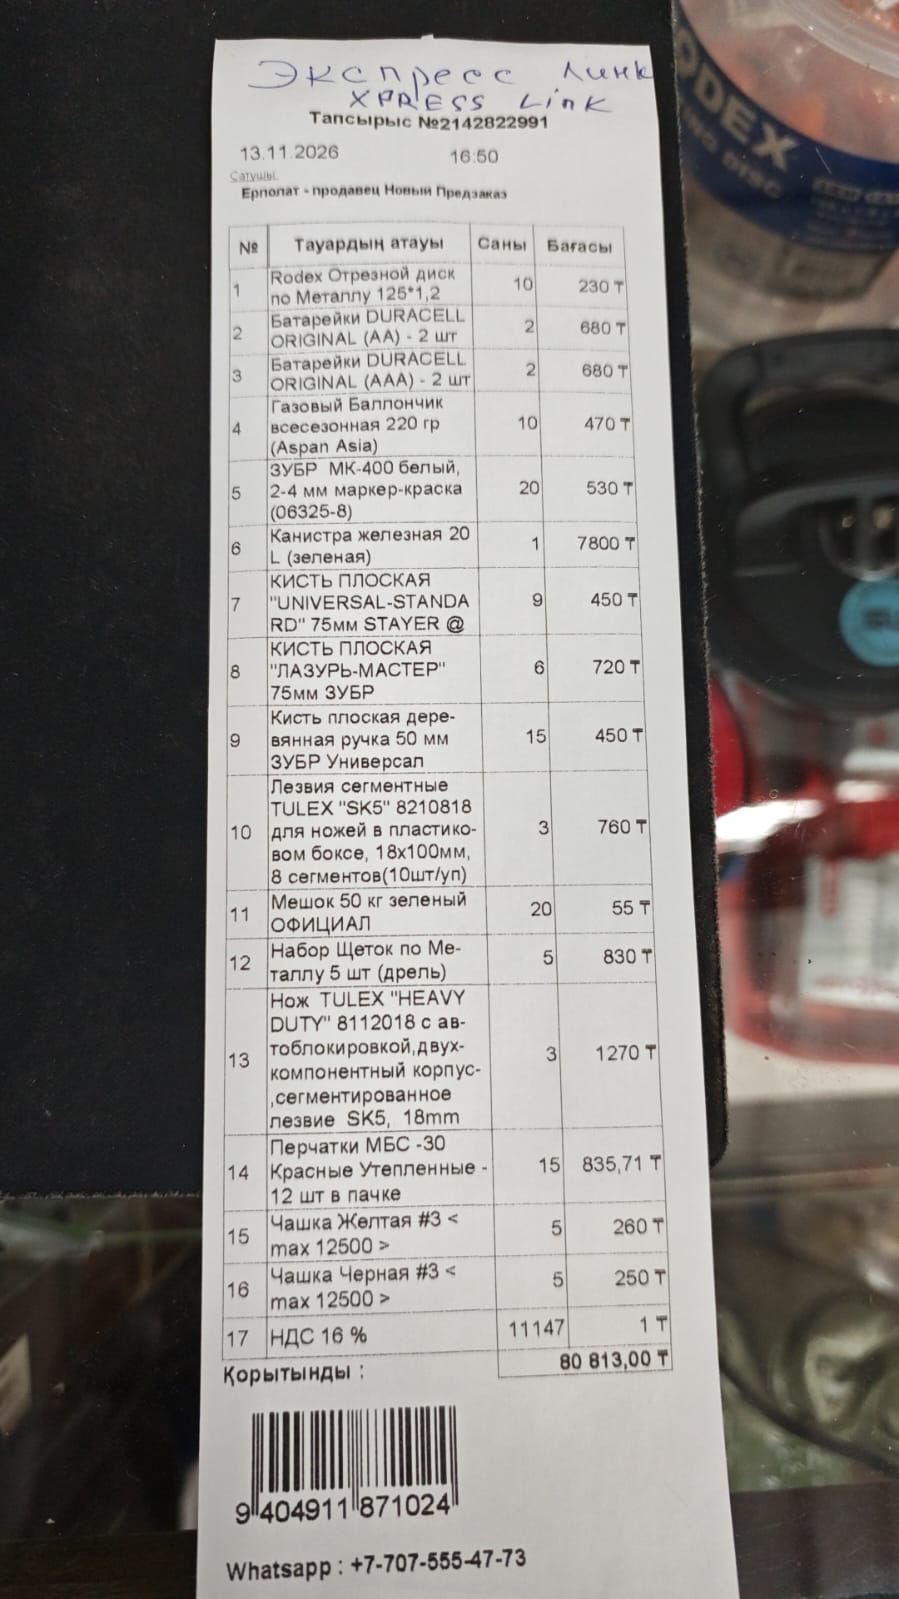 Экспресс линк
XPRESS Link
Тапсырыс №2142822991
13.11.2026 16:50
Сатушы:
Ерполат - продавец Новый Предзаказ
№ Тауардың атауы Саны Бағасы
1 Rodex Отрезной диск по Металлу 125*1,2 10 230 ₸
2 Батарейки DURACELL ORIGINAL (AA) - 2 шт 2 680 ₸
3 Батарейки DURACELL ORIGINAL (AAA) - 2 шт 2 680 ₸
4 Газовый Баллончик всесезонная 220 гр (Aspan Asia) 10 470 ₸
5 ЗУБР МК-400 белый, 2-4 мм маркер-краска (06325-8) 20 530 ₸
6 Канистра железная 20 L (зеленая) 1 7800 ₸
7 КИСТЬ ПЛОСКАЯ "UNIVERSAL-STANDARD" 75мм STAYER @ 9 450 ₸
8 КИСТЬ ПЛОСКАЯ "ЛАЗУРЬ-МАСТЕР" 75мм ЗУБР 6 720 ₸
9 Кисть плоская дере-вянная ручка 50 мм ЗУБР Универсал 15 450 ₸
10 Лезвия сегментные TULEX "SK5" 8210818 для ножей в пластико-вом боксе, 18х100мм, 8 сегментов(10шт/уп) 3 760 ₸
11 Мешок 50 кг зеленый ОФИЦИАЛ 20 55 ₸
12 Набор Щеток по Ме-таллу 5 шт (дрель) 5 830 ₸
13 Нож TULEX "HEAVY DUTY" 8112018 с ав-тоблокировкой,двух-компонентный корпус-,сегментированное лезвие SK5, 18mm 3 1270 ₸
14 Перчатки МБС -30 Красные Утепленные - 12 шт в пачке 15 835,71 ₸
15 Чашка Желтая #3 < max 12500 > 5 260 ₸
16 Чашка Черная #3 < max 12500 > 5 250 ₸
17 НДС 16 % 11147 1 ₸
Қорытынды : 80 813,00 ₸
9 404911 871024
Whatsapp : +7-707-555-47-73
ODEX
DISC